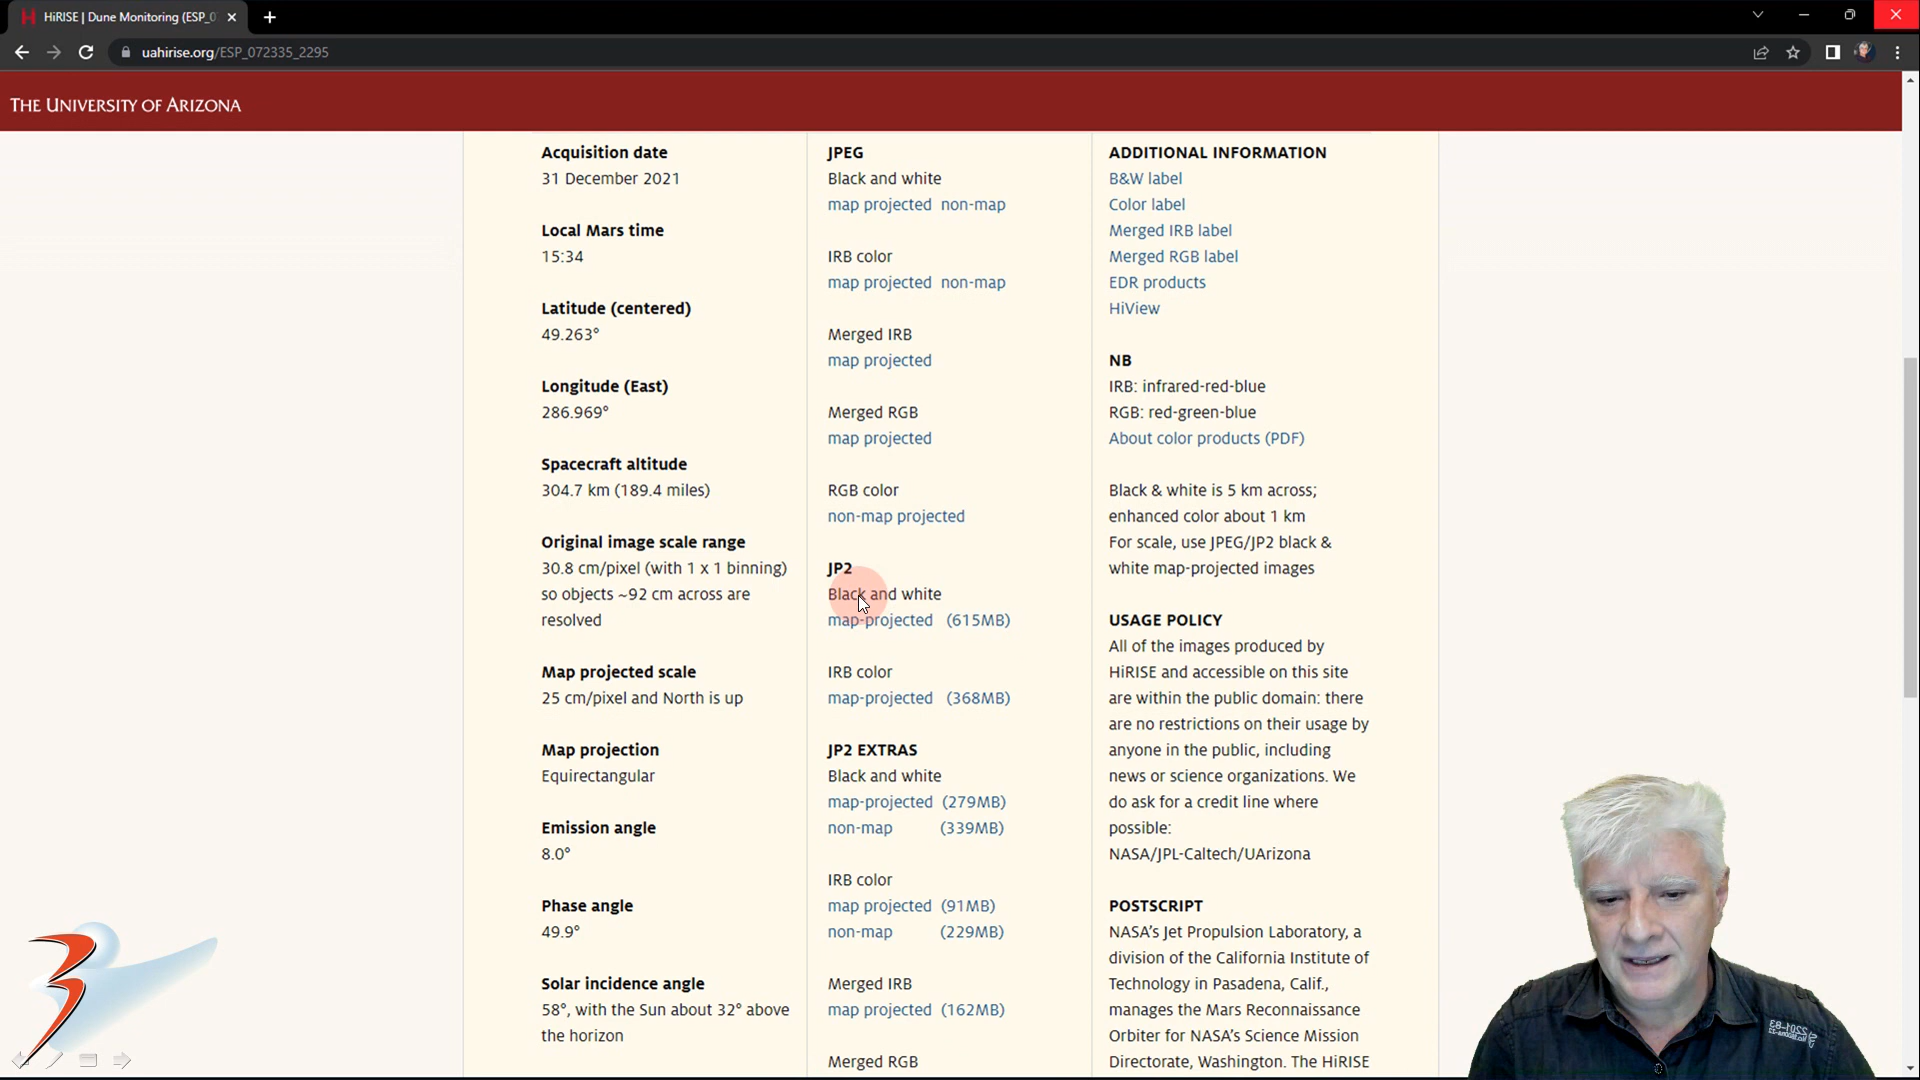 HiRISE | Dune Monitoring (ESP_0
uahirise.org/ESP_072335_2295
THE UNIVERSITY OF ARIZONA
Acquisition date
31 December 2021
Local Mars time
15:34
Latitude (centered)
49.263°
Longitude (East)
286.969°
Spacecraft altitude
304.7 km (189.4 miles)
Original image scale range
30.8 cm/pixel (with 1 x 1 binning)
so objects ~92 cm across are
resolved
Map projected scale
25 cm/pixel and North is up
Map projection
Equirectangular
Emission angle
8.0°
Phase angle
49.9°
Solar incidence angle
58°, with the Sun about 32° above
the horizon
JPEG
Black and white
map projected non-map
IRB color
map projected non-map
Merged IRB
map projected
Merged RGB
map projected
RGB color
non-map projected
JP2
Black and white
map-projected (615MB)
IRB color
map-projected (368MB)
JP2 EXTRAS
Black and white
map-projected (279MB)
non-map (339MB)
IRB color
map projected (91MB)
non-map (229MB)
Merged IRB
map projected (162MB)
Merged RGB
ADDITIONAL INFORMATION
B&W label
Color label
Merged IRB label
Merged RGB label
EDR products
HiView
NB
IRB: infrared-red-blue
RGB: red-green-blue
About color products (PDF)
Black & white is 5 km across;
enhanced color about 1 km
For scale, use JPEG/JP2 black &
white map-projected images
USAGE POLICY
All of the images produced by
HiRISE and accessible on this site
are within the public domain: there
are no restrictions on their usage by
anyone in the public, including
news or science organizations. We
do ask for a credit line where
possible:
NASA/JPL-Caltech/UArizona
POSTSCRIPT
NASA's Jet Propulsion Laboratory, a
division of the California Institute of
Technology in Pasadena, Calif.,
manages the Mars Reconnaissance
Orbiter for NASA's Science Mission
Directorate, Washington. The HiRISE